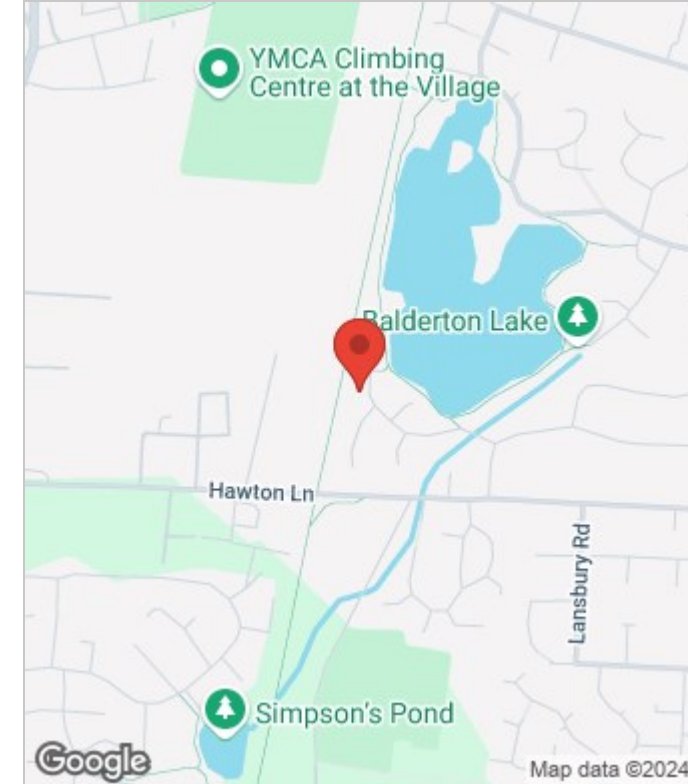 YMCA Climbing
Centre at the Village
Balderton Lake
Hawton Ln
Lansbury Rd
Simpson's Pond
Google
Map data ©2024